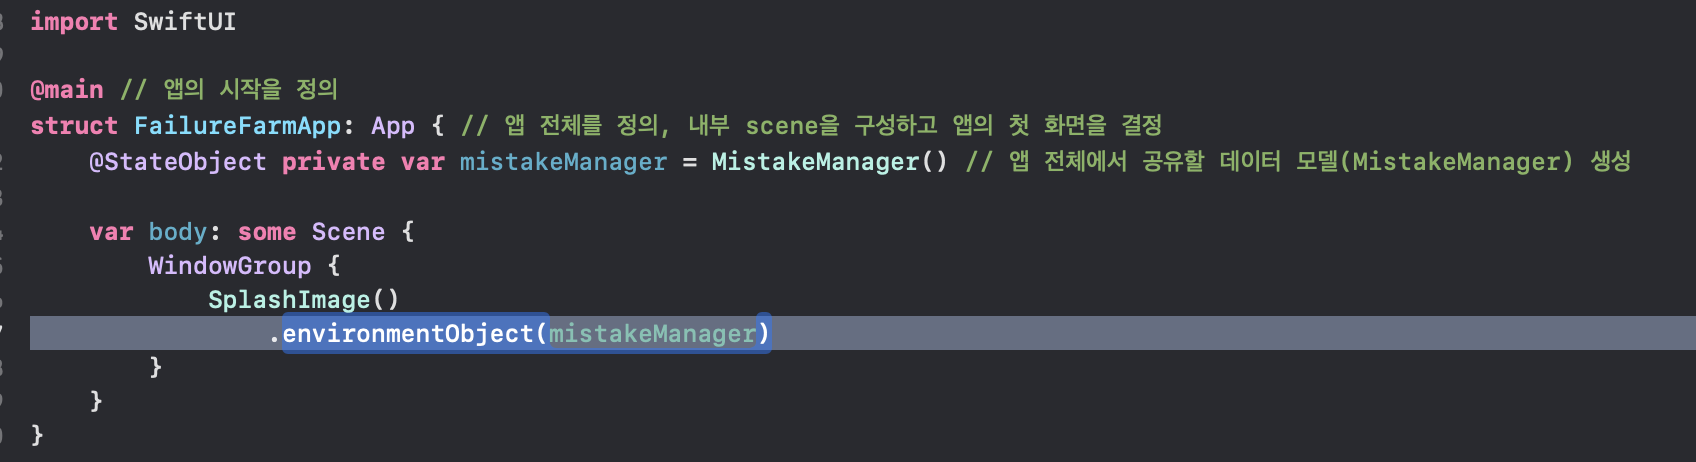 import SwiftUI
@main // 앱의 시작을 정의
struct FailureFarmApp: App { // 앱 전체를 정의, 내부 scene을 구성하고 앱의 첫 화면을 결정
@StateObject private var mistakeManager = MistakeManager() // 앱 전체에서 공유할 데이터 모델(MistakeManager) 생성
var body: some Scene {
WindowGroup {
SplashImage()
.environmentObject(mistakeManager)
}
}
}